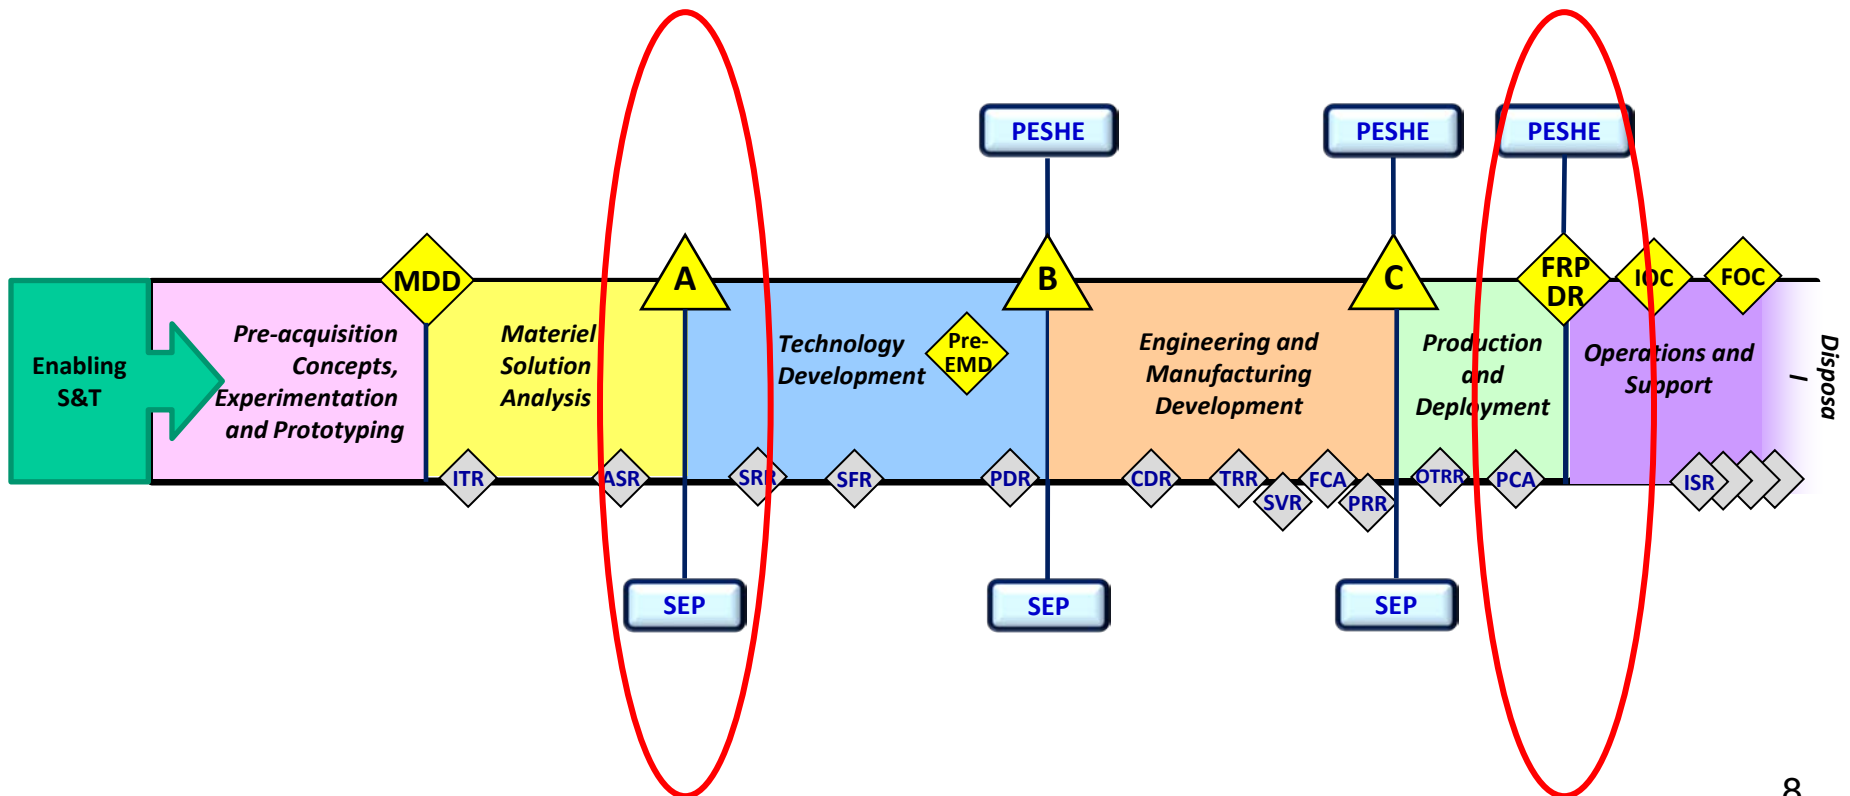 PESHE
PESHE
PESHE
MDD
A
B
C
FRP
DR
IOC
FOC
Enabling
S&T
Pre-acquisition
Concepts,
Experimentation
and Prototyping
Materiel
Solution
Analysis
Technology
Development
Pre-
EMD
Engineering and
Manufacturing
Development
Production
and
Deployment
Operations and
Support
Disposa
l
ITR
ASR
SRR
SFR
PDR
CDR
TRR
SVR
FCA
PRR
OTRR
PCA
ISR
SEP
SEP
SEP
8